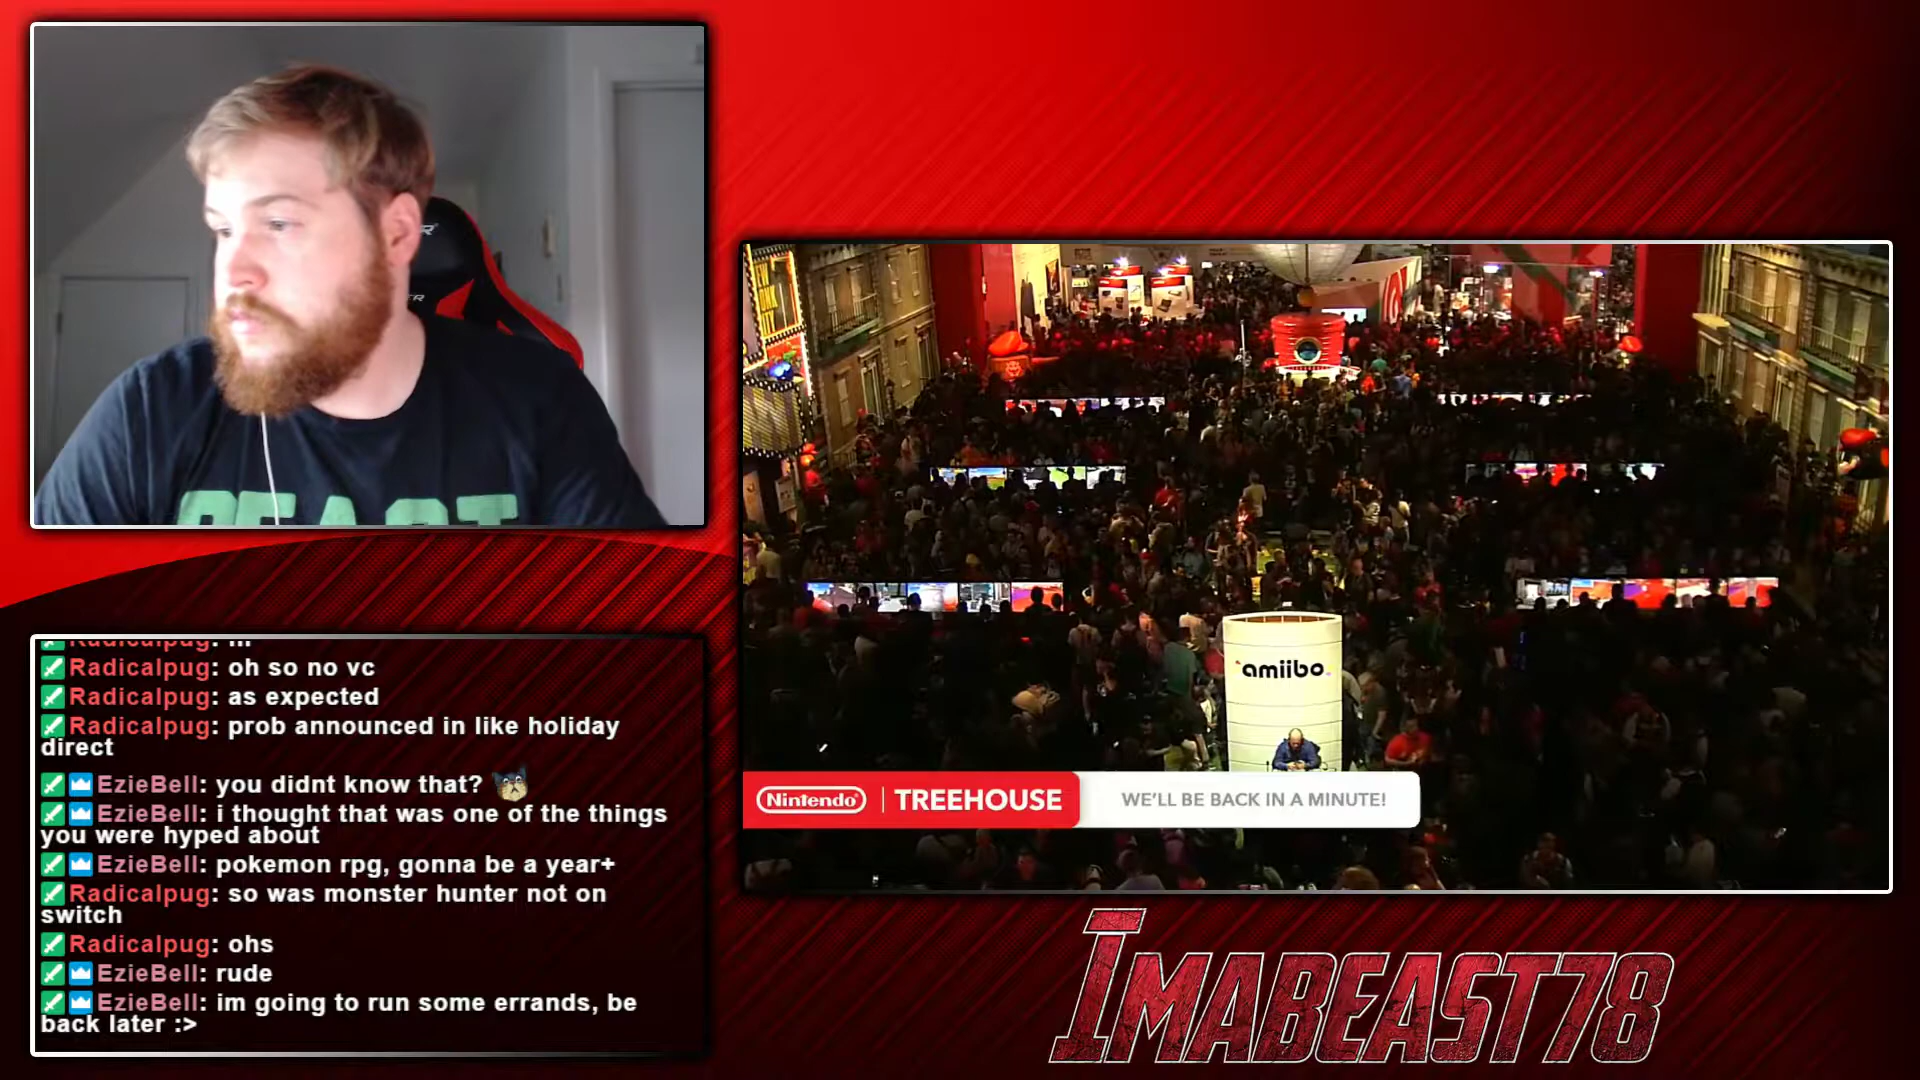 BEAST
Radicalpug: m
Radicalpug: oh so no vc
Radicalpug: as expected
Radicalpug: prob announced in like holiday
direct
EzieBell: you didnt know that?
EzieBell: i thought that was one of the things
you were hyped about
EzieBell: pokemon rpg, gonna be a year+
Radicalpug: so was monster hunter not on
switch
Radicalpug: ohs
EzieBell: rude
EzieBell: im going to run some errands, be
back later :>
amiibo
Nintendo | TREEHOUSE WE'LL BE BACK IN A MINUTE!
IMABEAST78